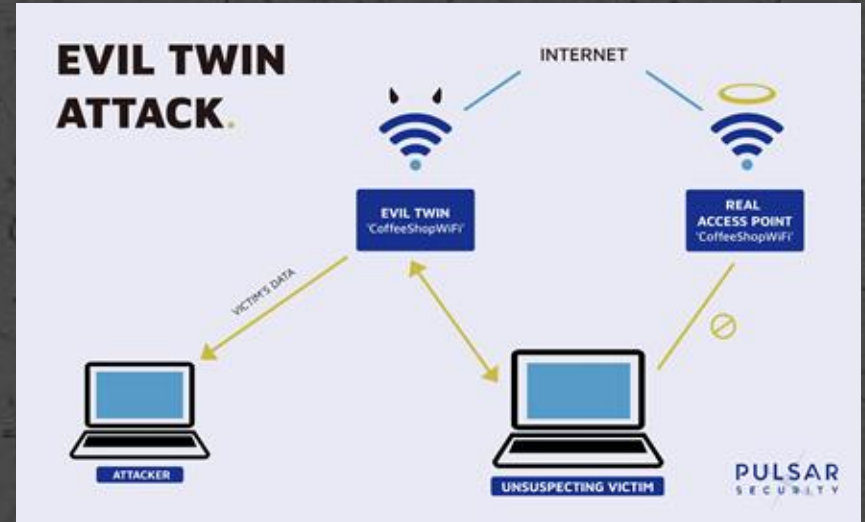 EVIL TWIN
ATTACK.
INTERNET
EVIL TWIN
'CoffeeShopWiFi'
REAL
ACCESS POINT
'CoffeeShopWiFi'
VICTIM'S DATA
ATTACKER
UNSUSPECTING VICTIM
PULSAR
SECURITY